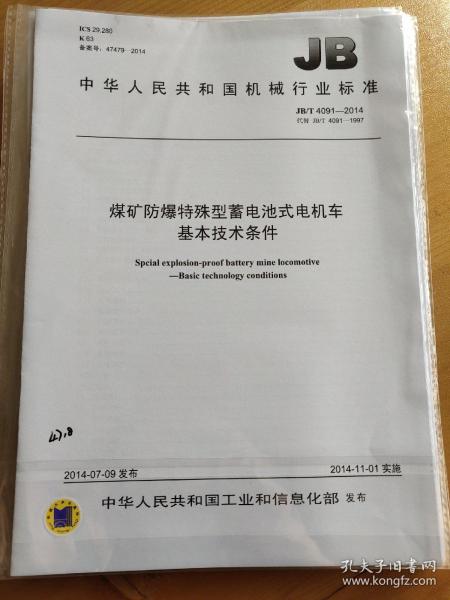 ICS 29.280
K 63
备案号：47479—2014
JB
中华人民共和国机械行业标准
JB/T 4091—2014
代替 JB/T 4091—1997
煤矿防爆特殊型蓄电池式电机车
基本技术条件
Spcial explosion-proof battery mine locomotive
—Basic technology conditions
2014-07-09 发布
2014-11-01 实施
中华人民共和国工业和信息化部 发布
孔夫子旧书网
www.kongfz.com